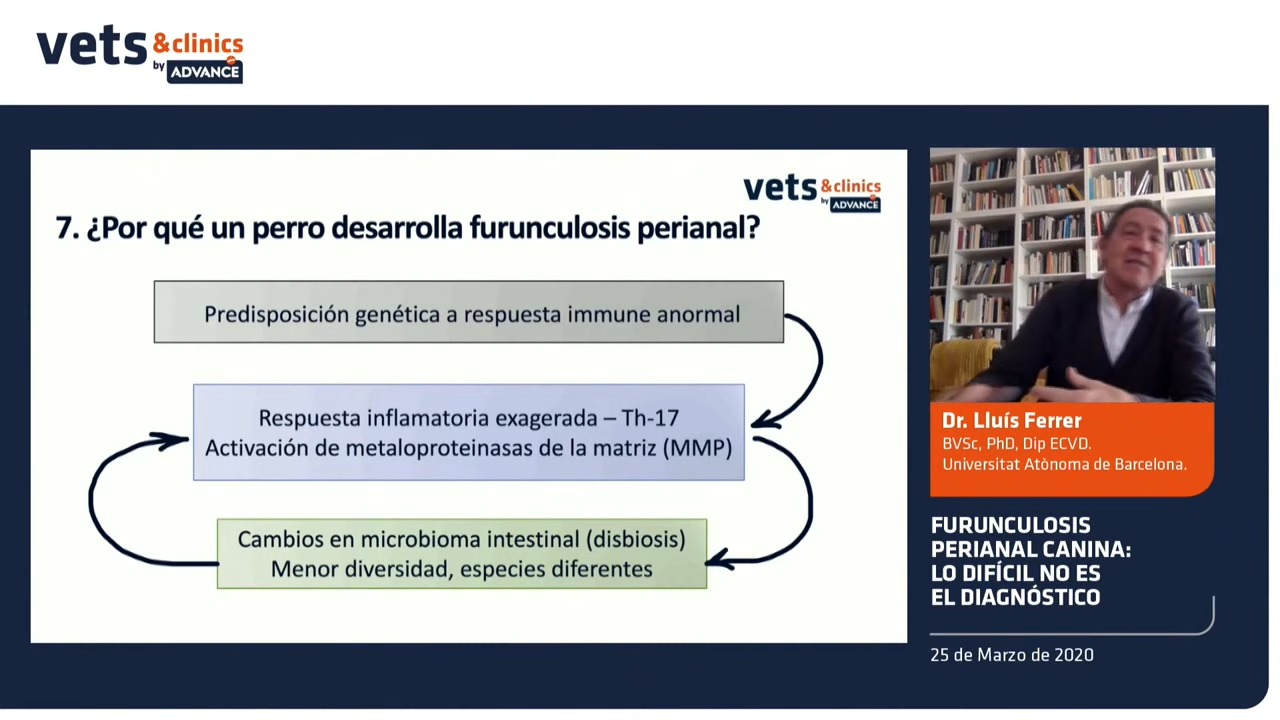 vets &clinics
by ADVANCE
vets &clinics
by ADVANCE
7. ¿Por qué un perro desarrolla furunculosis perianal?
Predisposición genética a respuesta immune anormal
Respuesta inflamatoria exagerada – Th-17
Activación de metaloproteinasas de la matriz (MMP)
Cambios en microbioma intestinal (disbiosis)
Menor diversidad, especies diferentes
Dr. Lluís Ferrer
BVSc, PhD, Dip ECVD.
Universitat Atònoma de Barcelona.
FURUNCULOSIS
PERIANAL CANINA:
LO DIFÍCIL NO ES
EL DIAGNÓSTICO
25 de Marzo de 2020